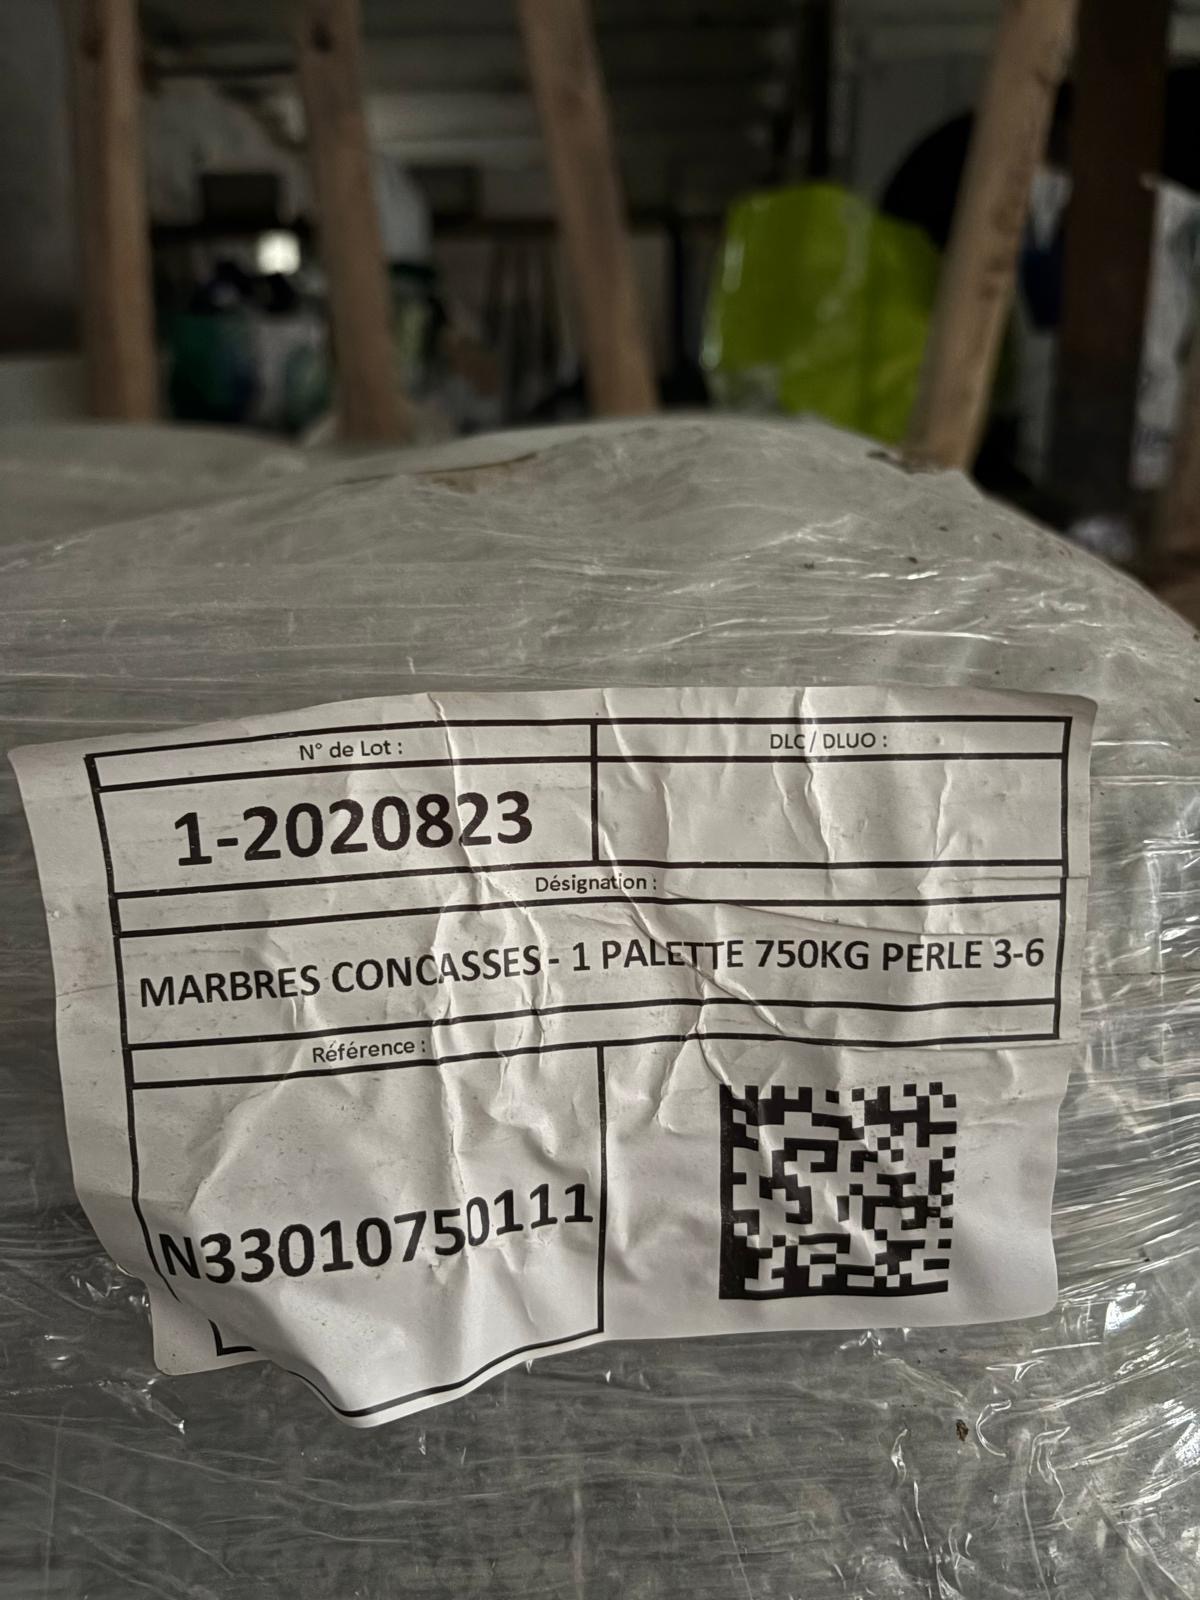 N° de Lot :
DLC / DLUO :
1-2020823
Désignation :
MARBRES CONCASSES - 1 PALETTE 750KG PERLE 3-6
Référence :
N33010750111